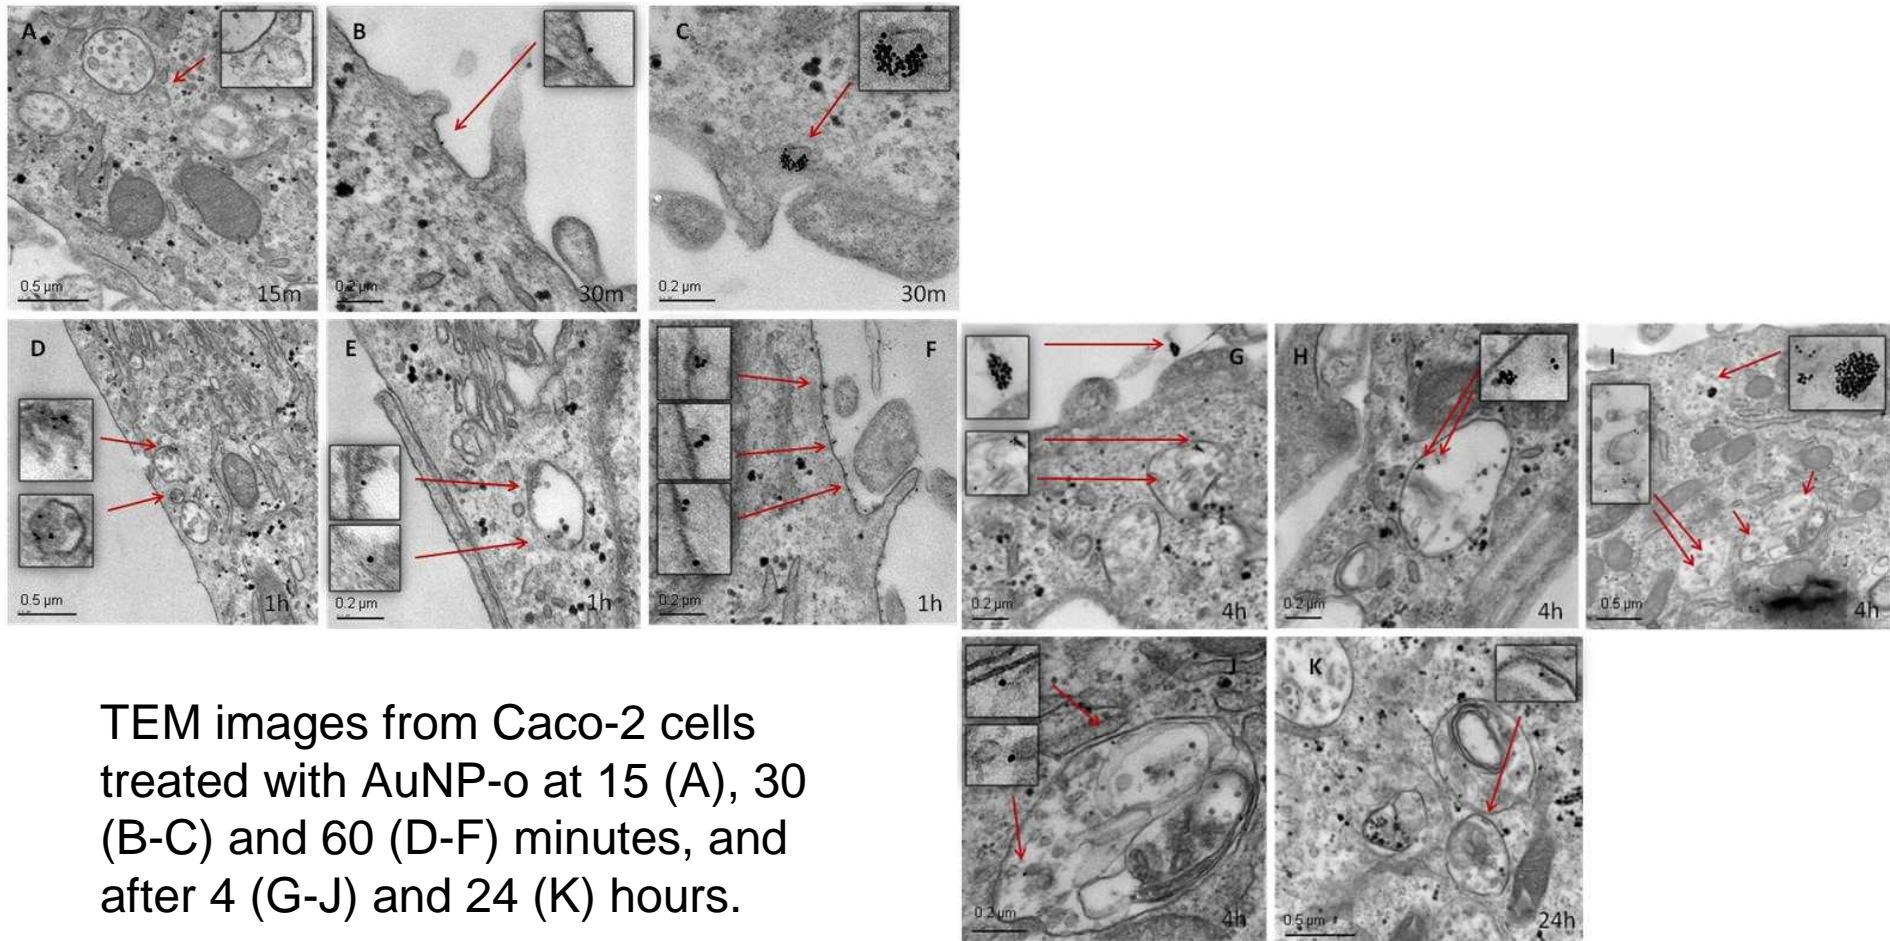 A
0.5 µm
15m
B
0.2 µm
30m
C
0.2 µm
30m
D
0.5 µm
1h
E
0.2 µm
1h
F
0.2 µm
1h
G
0.2 µm
4h
H
0.2 µm
4h
I
0.5 µm
4h
J
0.2 µm
4h
K
0.5 µm
24h
TEM images from Caco-2 cells
treated with AuNP-o at 15 (A), 30
(B-C) and 60 (D-F) minutes, and
after 4 (G-J) and 24 (K) hours.